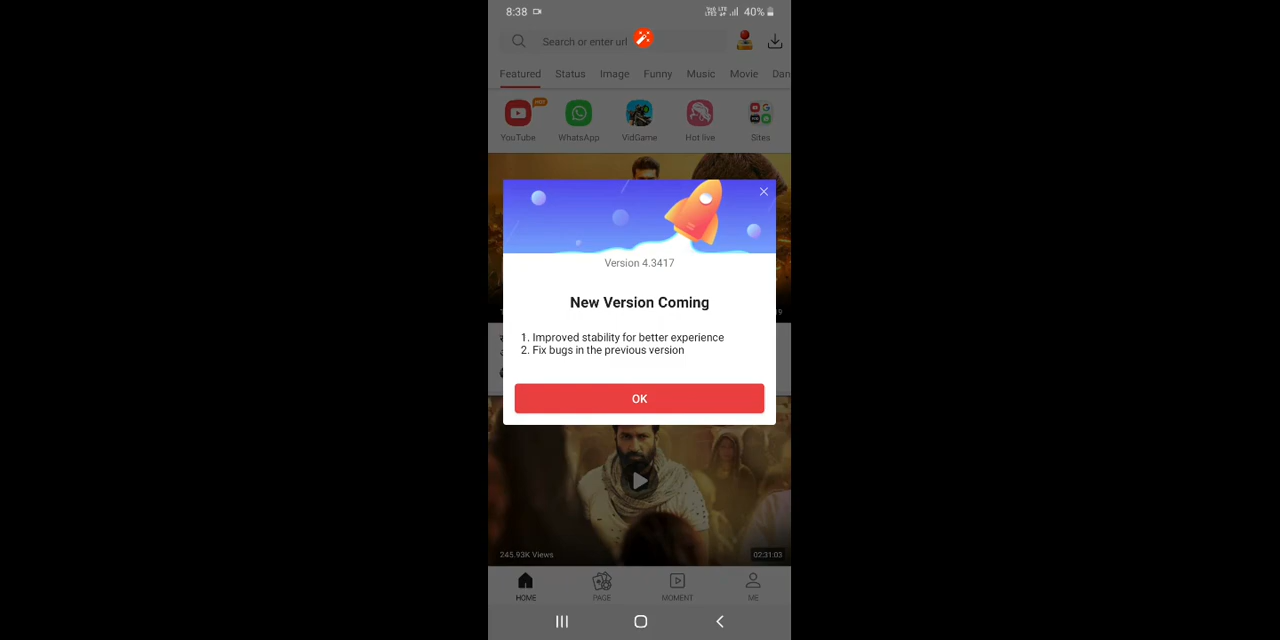 8:38
40%
Search or enter url
Featured Status Image Funny Music Movie Dan
HOT
YouTube WhatsApp VidGame Hot live Sites
Version 4.3417
New Version Coming
1. Improved stability for better experience
2. Fix bugs in the previous version
OK
245.93K Views
02:31:03
HOME PAGE MOMENT ME